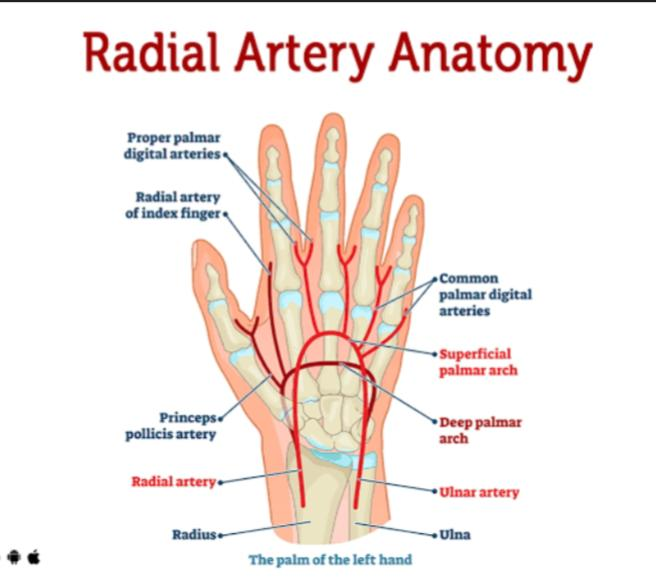 Radial Artery Anatomy
Proper palmar
digital arteries
Radial artery
of index finger
Common
palmar digital
arteries
Superficial
palmar arch
Princeps
pollicis artery
Deep palmar
arch
Radial artery
Ulnar artery
Radius
Ulna
The palm of the left hand